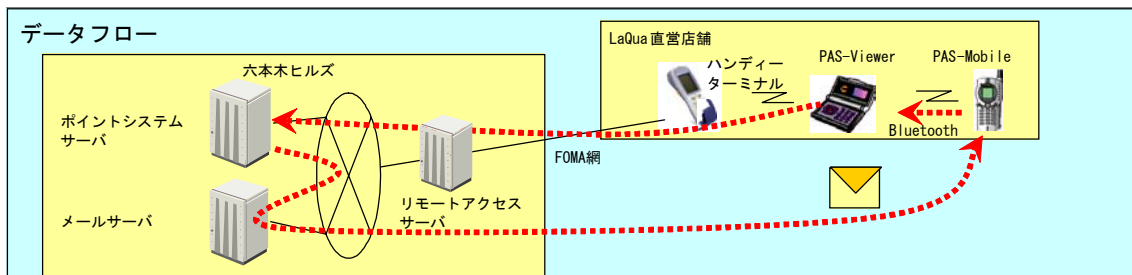 データフロー
六本木ヒルズ
ポイントシステム
サーバ
メールサーバ
リモートアクセス
サーバ
FOMA網
LaQua直営店舗
ハンディー
ターミナル
PAS-Viewer
PAS-Mobile
Bluetooth